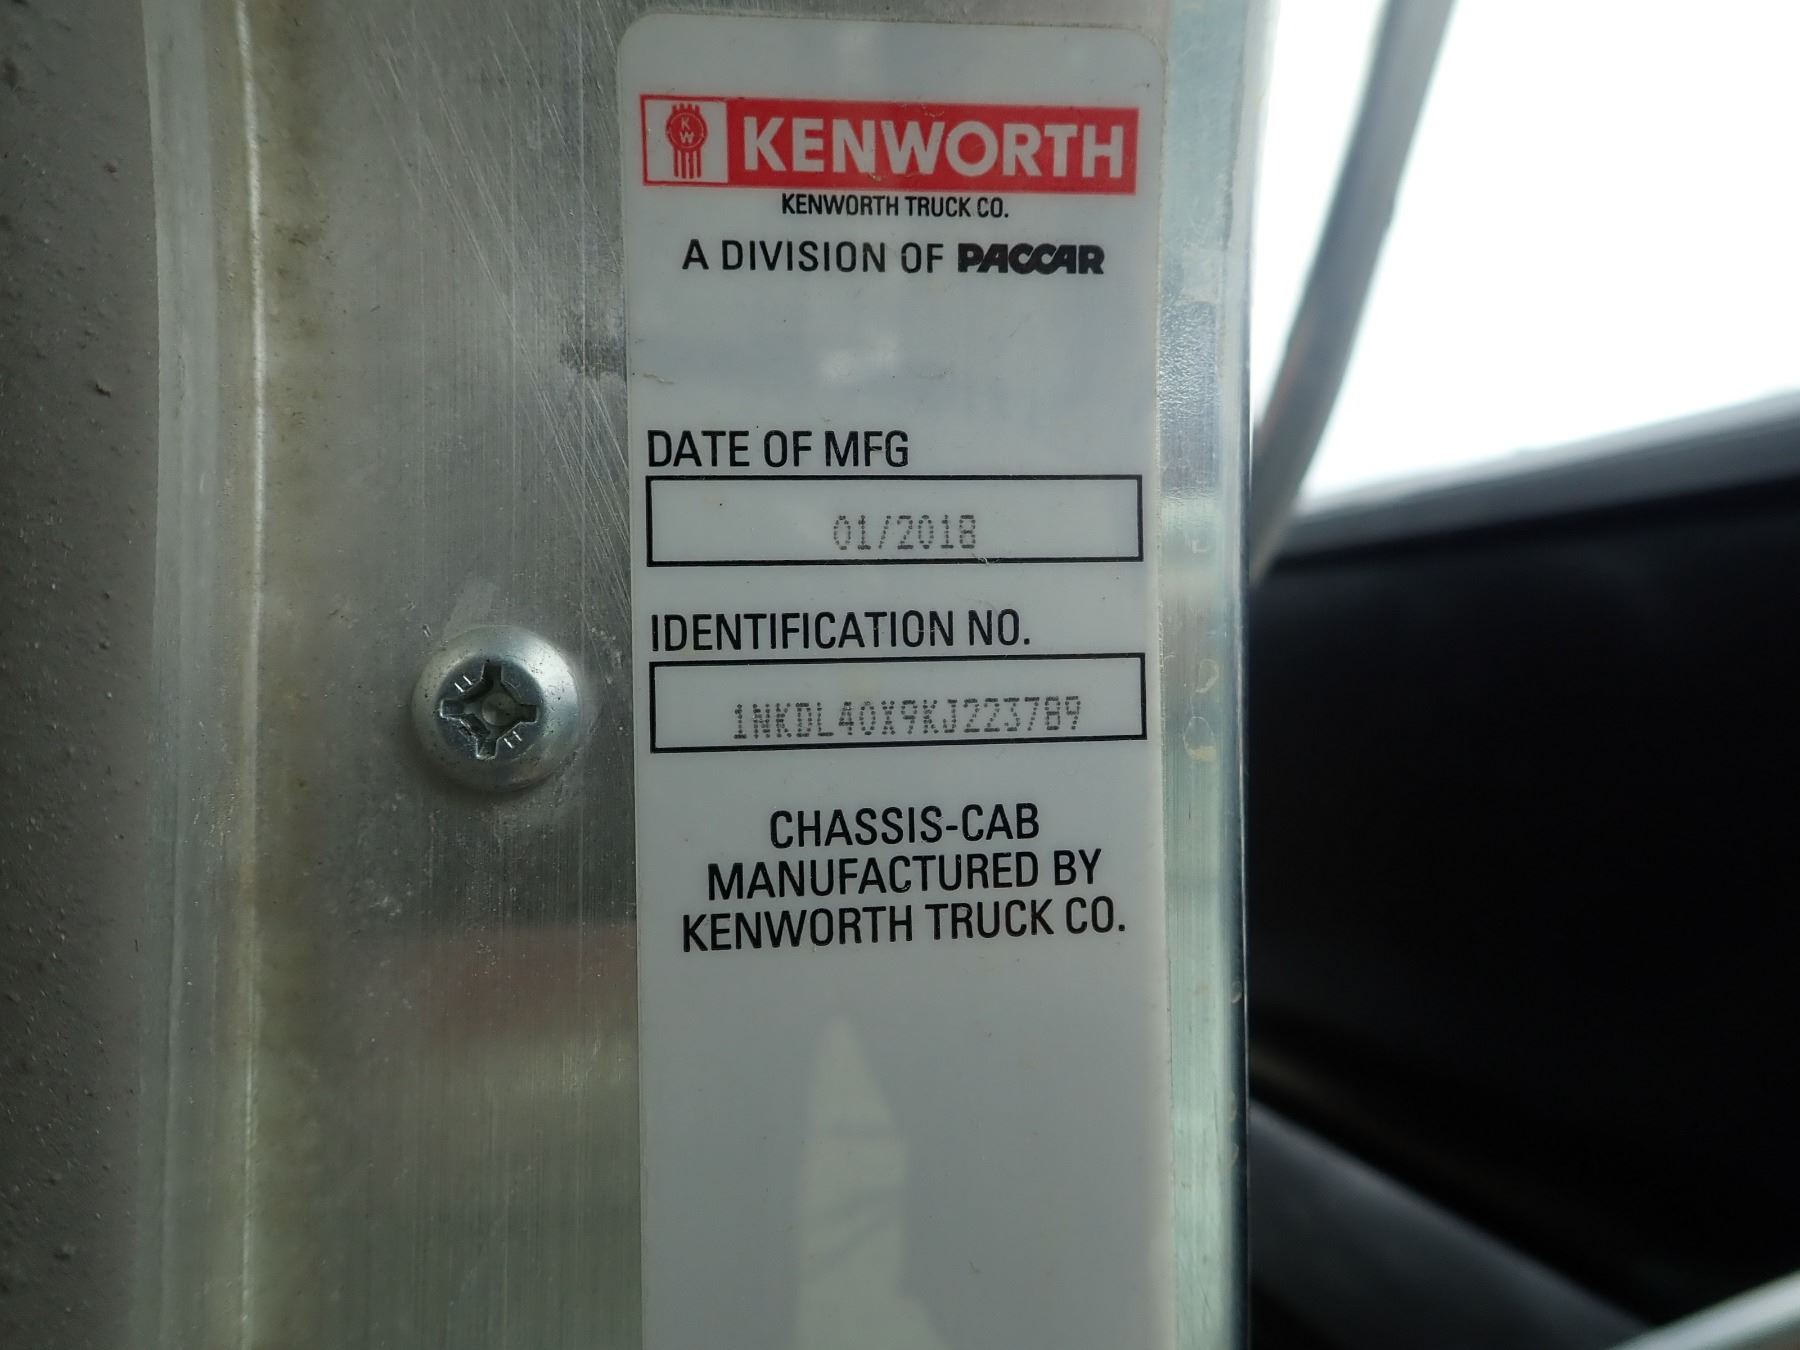 KW
KENWORTH
KENWORTH TRUCK CO.
A DIVISION OF PACCAR
DATE OF MFG
01/2018
IDENTIFICATION NO.
1NKDL40X9KJ223789
CHASSIS-CAB
MANUFACTURED BY
KENWORTH TRUCK CO.